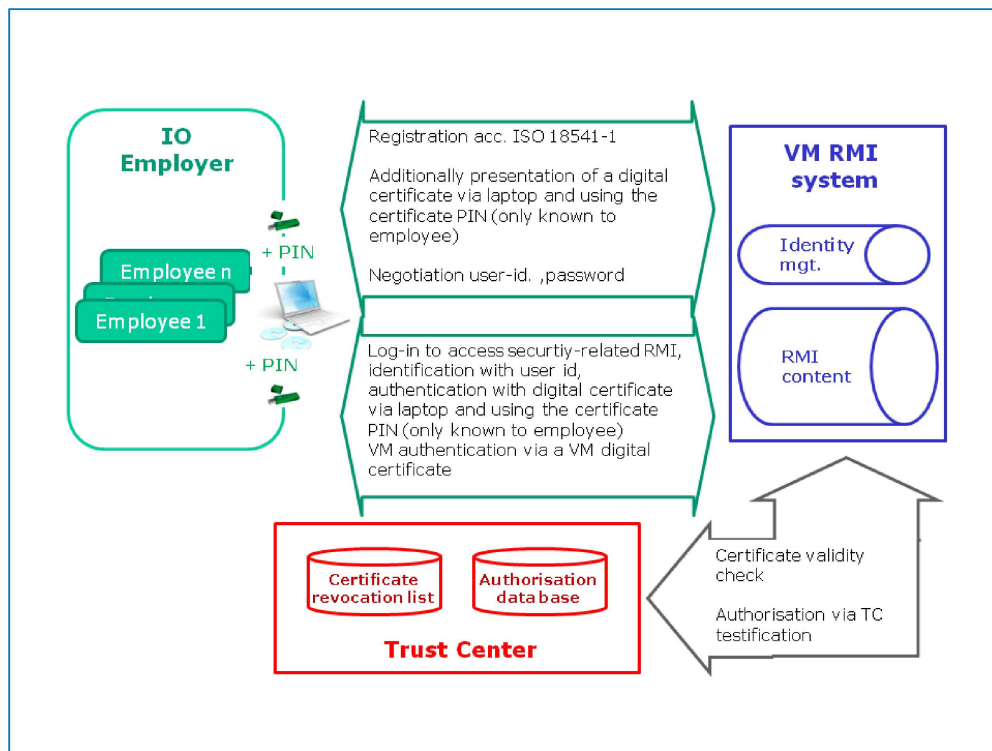 IO
Employer
+ PIN
Employee n
Employee 1
+ PIN
Registration acc. ISO 18541-1
Additionally presentation of a digital
certificate via laptop and using the
certificate PIN (only known to
employee)
Negotiation user-id. ,password
Log-in to access securtiy-related RMI,
identification with user id,
authentication with digital certificate
via laptop and using the certificate
PIN (only known to employee)
VM authentication via a VM digital
certificate
VM RMI
system
Identity
mgt.
RMI
content
Certificate
revocation list
Authorisation
database
Trust Center
Certificate validity
check
Authorisation via TC
testification